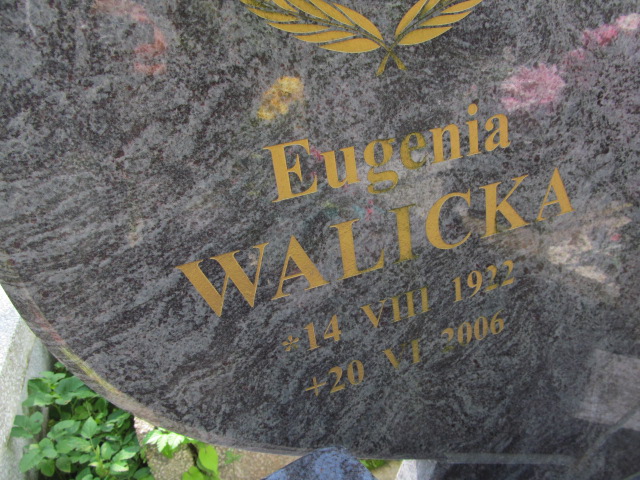 Eugenia
WALICKA
÷14 VIII 1922
+20 VI 2006